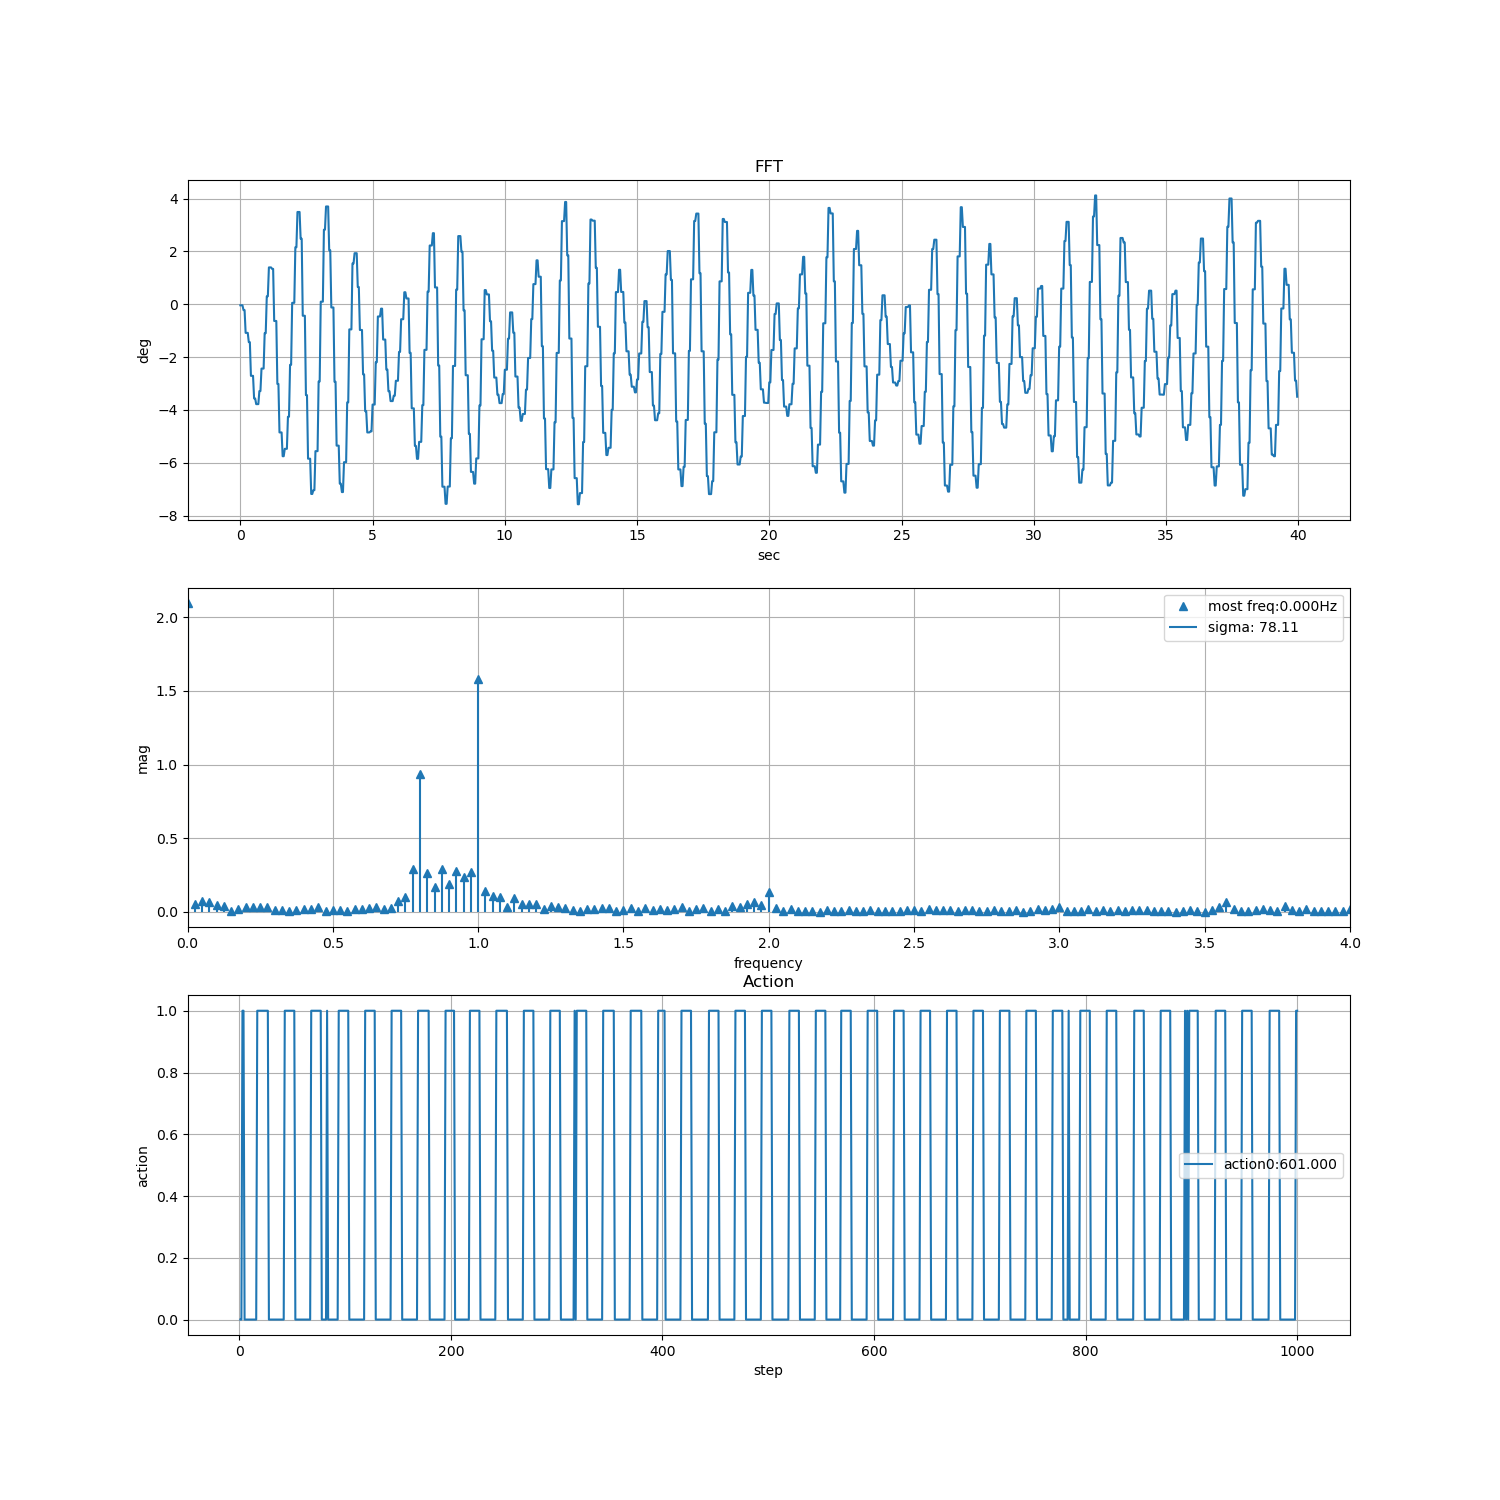 FFT
4
2
0
−2
−4
−6
−8
deg
0 5 10 15 20 25 30 35 40
sec
2.0
1.5
1.0
0.5
0.0
mag
most freq:0.000Hz
sigma: 78.11
0.0 0.5 1.0 1.5 2.0 2.5 3.0 3.5 4.0
frequency
Action
1.0
0.8
0.6
0.4
0.2
0.0
action
action0:601.000
0 200 400 600 800 1000
step